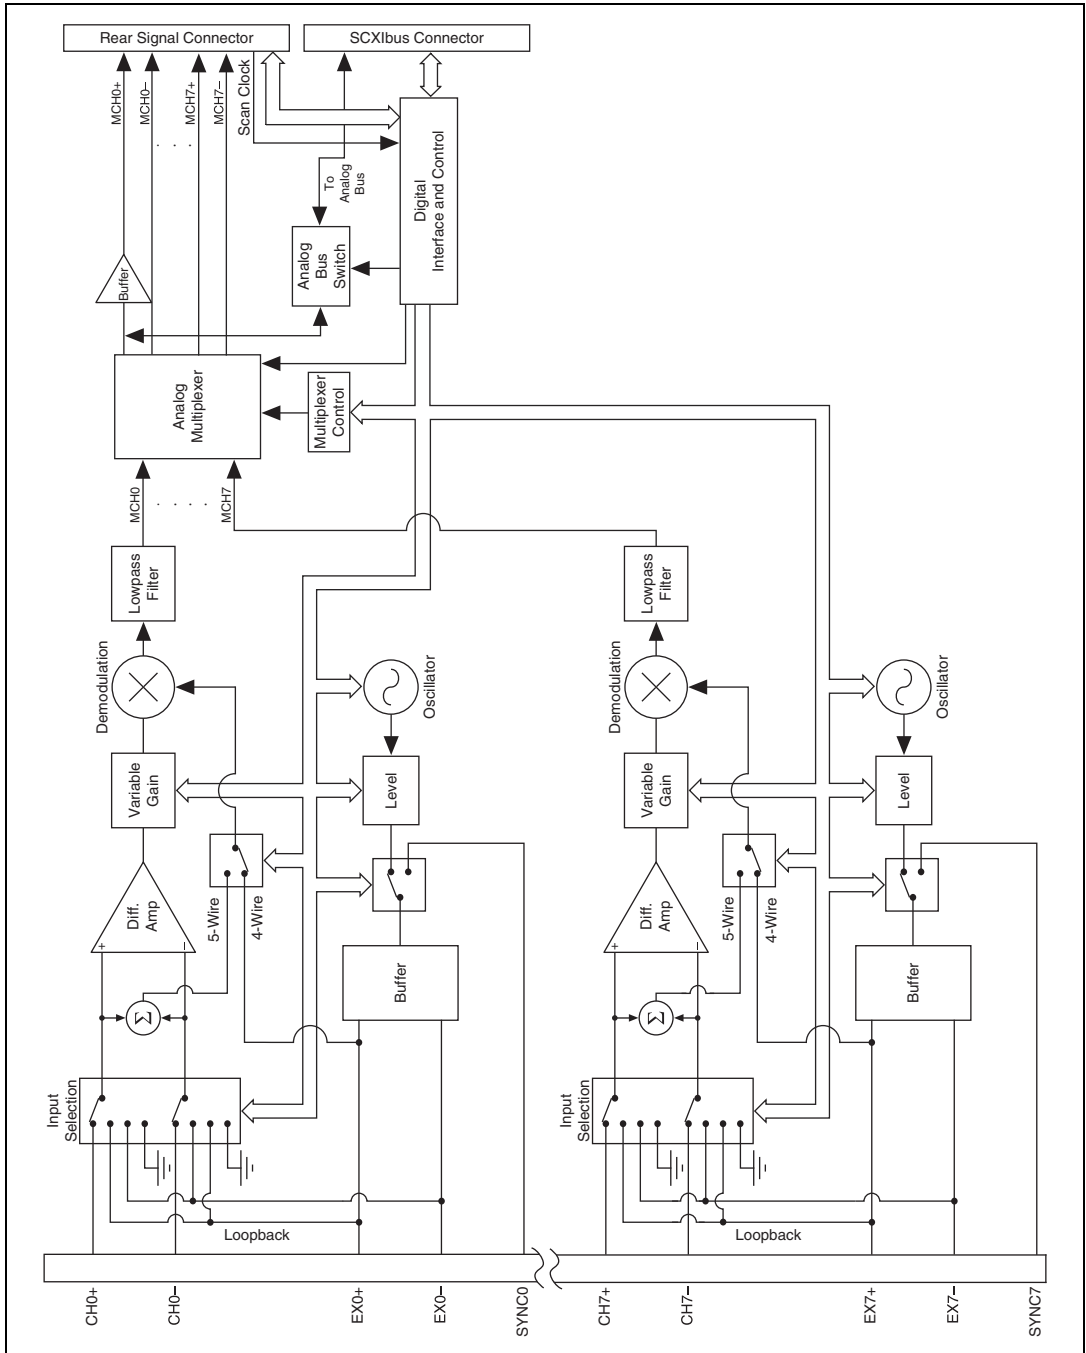 Rear Signal Connector
SCXIbus Connector
MCH0+
MCH0–
MCH7+
MCH7–
Scan Clock
. . .
To
Analog
Bus
Digital
Interface and Control
Analog
Bus
Switch
Buffer
Analog
Multiplexer
Multiplexer
Control
MCH0
. . . .
MCH7
Lowpass
Filter
Lowpass
Filter
Demodulation
Demodulation
Oscillator
Oscillator
Variable
Gain
Level
Variable
Gain
Level
Diff.
Amp
+
–
5-Wire
4-Wire
Diff.
Amp
+
–
5-Wire
4-Wire
Buffer
Buffer
Σ
Σ
Input
Selection
Input
Selection
Loopback
Loopback
CH0+
CH0–
EX0+
EX0–
SYNC0
CH7+
CH7–
EX7+
EX7–
SYNC7